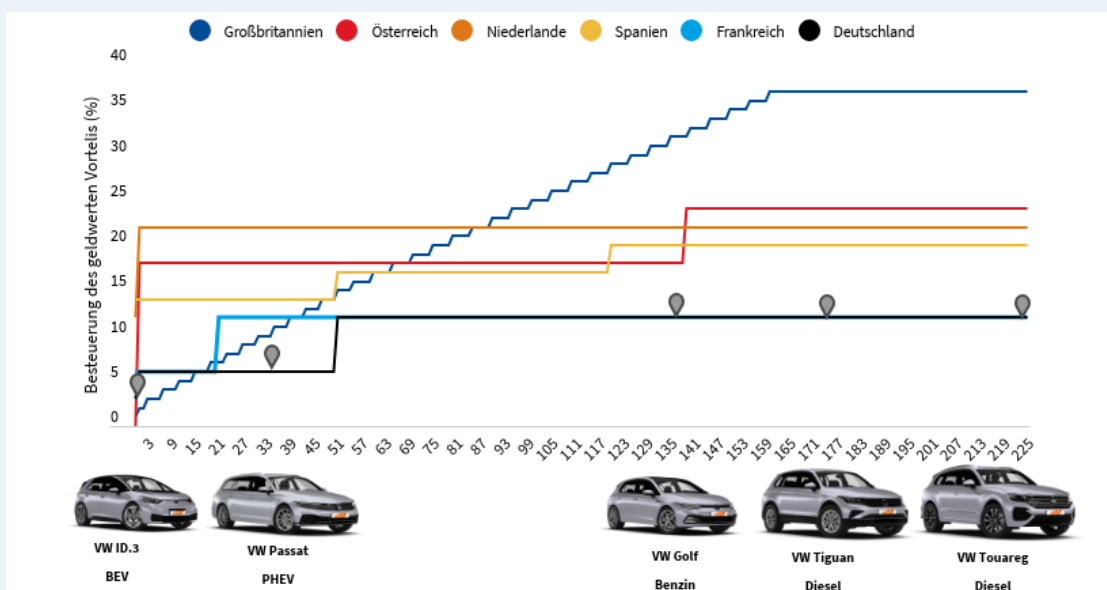 Großbritannien Österreich Niederlande Spanien Frankreich Deutschland
Besteuerung des geldwerten Vortelis (%)
40
35
30
25
20
15
10
5
0
3 9 15 21 27 33 39 45 51 57 63 69 75 81 87 93 99 105 111 117 123 129 135 141 147 153 159 165 171 177 183 189 195 201 207 213 219 225
VW ID.3 VW Passat VW Golf VW Tiguan VW Touareg
BEV PHEV Benzin Diesel Diesel